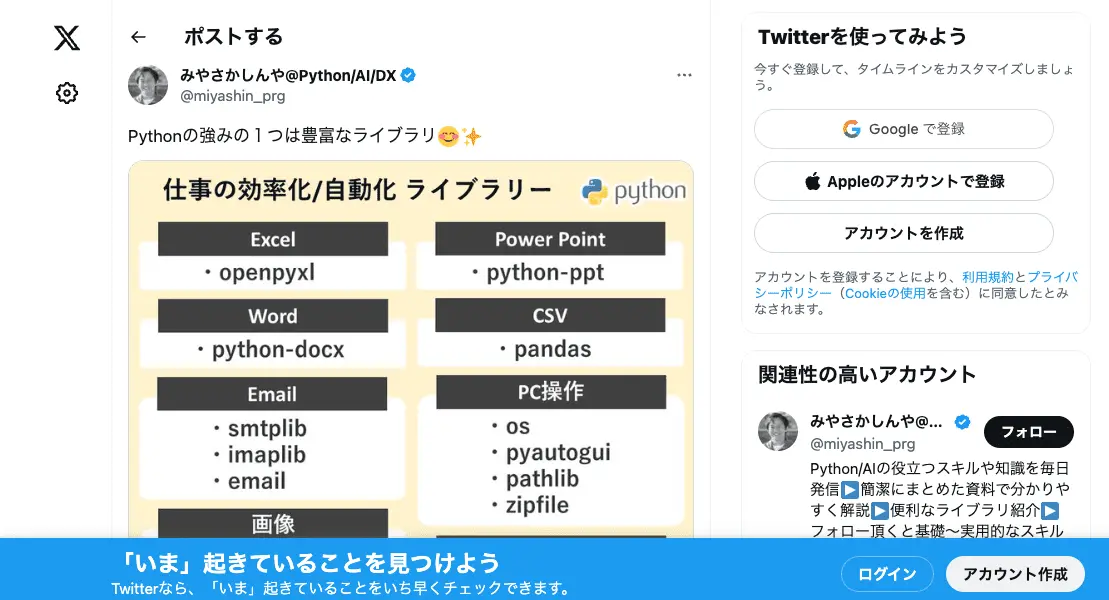 ポストする
みやさかしんや@Python/AI/DX
@miyashin_prg
Pythonの強みの１つは豊富なライブラリ😊✨
仕事の効率化/自動化 ライブラリー
python
Excel
・openpyxl
Power Point
・python-ppt
Word
・python-docx
CSV
・pandas
Email
・smtplib
・imaplib
・email
PC操作
・os
・pyautogui
・pathlib
・zipfile
画像
Twitterを使ってみよう
今すぐ登録して、タイムラインをカスタマイズしましょ
う。
Google で登録
Appleのアカウントで登録
アカウントを作成
アカウントを登録することにより、利用規約とプライバ
シーポリシー（Cookieの使用を含む）に同意したとみ
なされます。
関連性の高いアカウント
みやさかしんや@...
@miyashin_prg
フォロー
Python/AIの役立つスキルや知識を毎日
発信▶️簡潔にまとめた資料で分かりや
すく解説▶️便利なライブラリ紹介▶️
フォロー頂くと基礎〜実用的なスキル
「いま」起きていることを見つけよう
Twitterなら、「いま」起きていることをいち早くチェックできます。
ログイン
アカウント作成